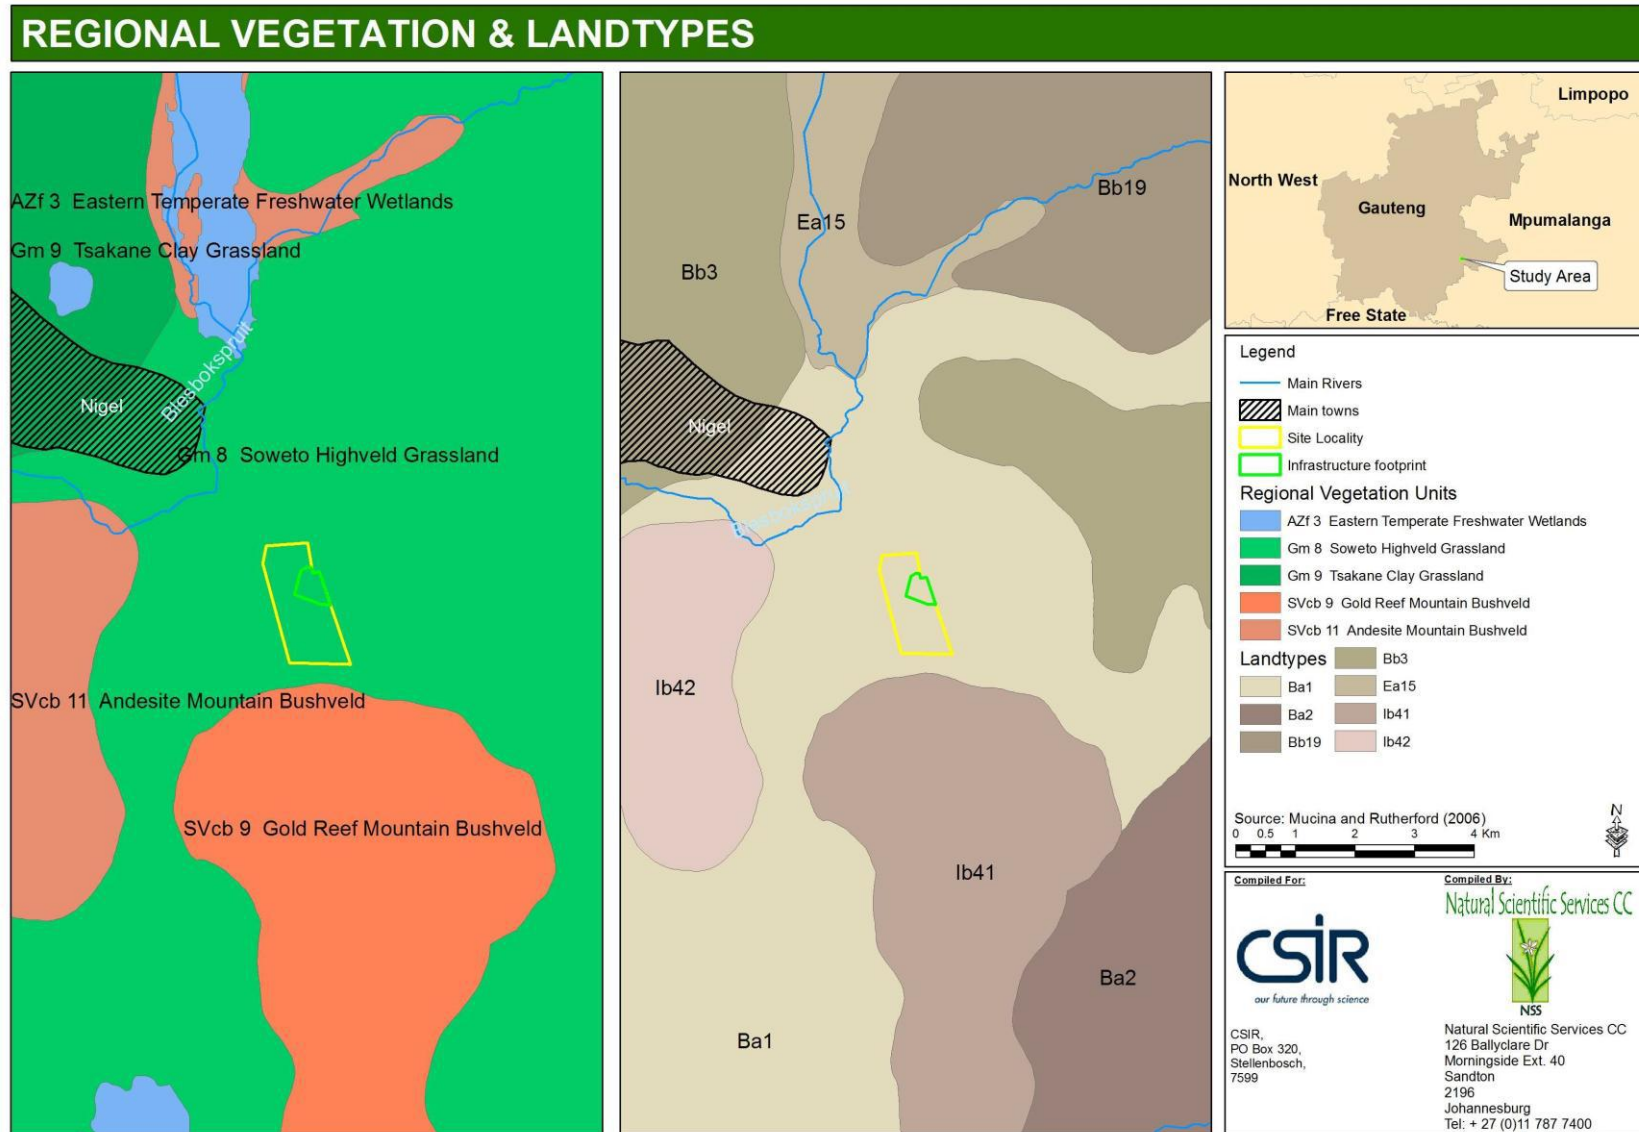 REGIONAL VEGETATION & LANDTYPES
AZf 3 Eastern Temperate Freshwater Wetlands
Gm 9 Tsakane Clay Grassland
Blesbokspruit
Nigel
Gm 8 Soweto Highveld Grassland
SVcb 11 Andesite Mountain Bushveld
SVcb 9 Gold Reef Mountain Bushveld
Bb19
Ea15
Bb3
Nigel
Blesbokspruit
Ib42
Ib41
Ba2
Ba1
Limpopo
North West
Gauteng
Mpumalanga
Study Area
Free State
Legend
Main Rivers
Main towns
Site Locality
Infrastructure footprint
Regional Vegetation Units
AZf 3 Eastern Temperate Freshwater Wetlands
Gm 8 Soweto Highveld Grassland
Gm 9 Tsakane Clay Grassland
SVcb 9 Gold Reef Mountain Bushveld
SVcb 11 Andesite Mountain Bushveld
Landtypes
Ba1
Ba2
Bb19
Bb3
Ea15
Ib41
Ib42
Source: Mucina and Rutherford (2006)
0 0.5 1 2 3 4 Km
N
Compiled For:
CSIR
our future through science
CSIR,
PO Box 320,
Stellenbosch,
7599
Compiled By:
Natural Scientific Services CC
NSS
Natural Scientific Services CC
126 Ballyclare Dr
Morningside Ext. 40
Sandton
2196
Johannesburg
Tel: + 27 (0)11 787 7400